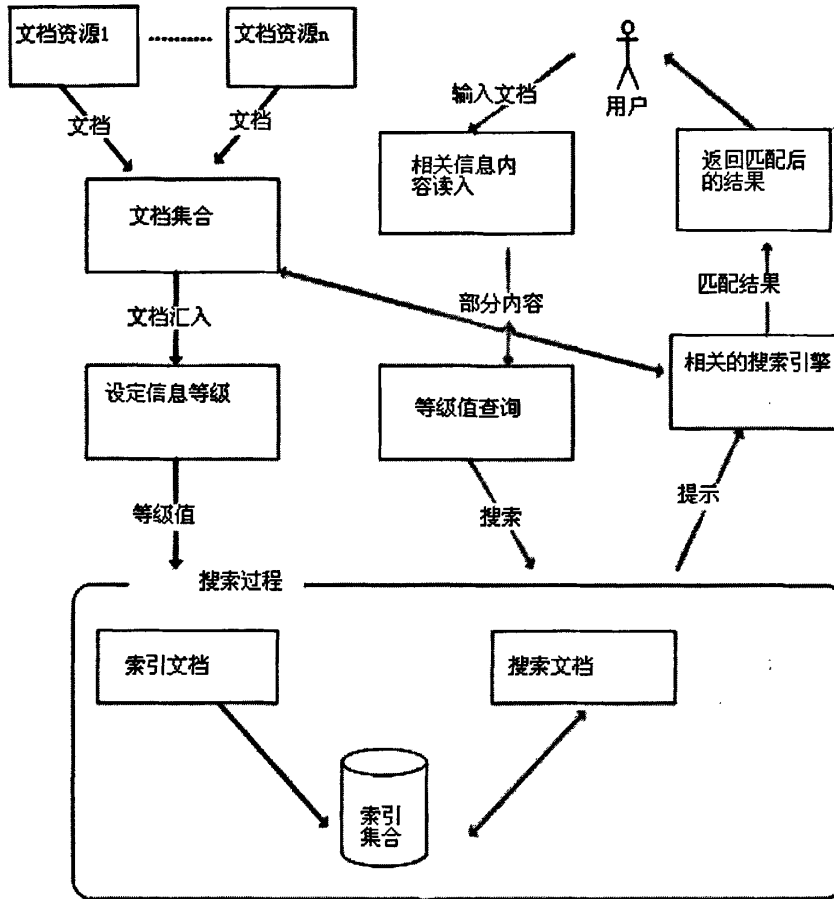 文档资源1
文档资源n
文档
文档
输入文档
用户
文档集合
相关信息内
容读入
返回匹配后
的结果
文档汇入
部分内容
匹配结果
设定信息等级
等级值查询
相关的搜索引擎
等级值
搜索
提示
搜索过程
索引文档
搜索文档
索引
集合